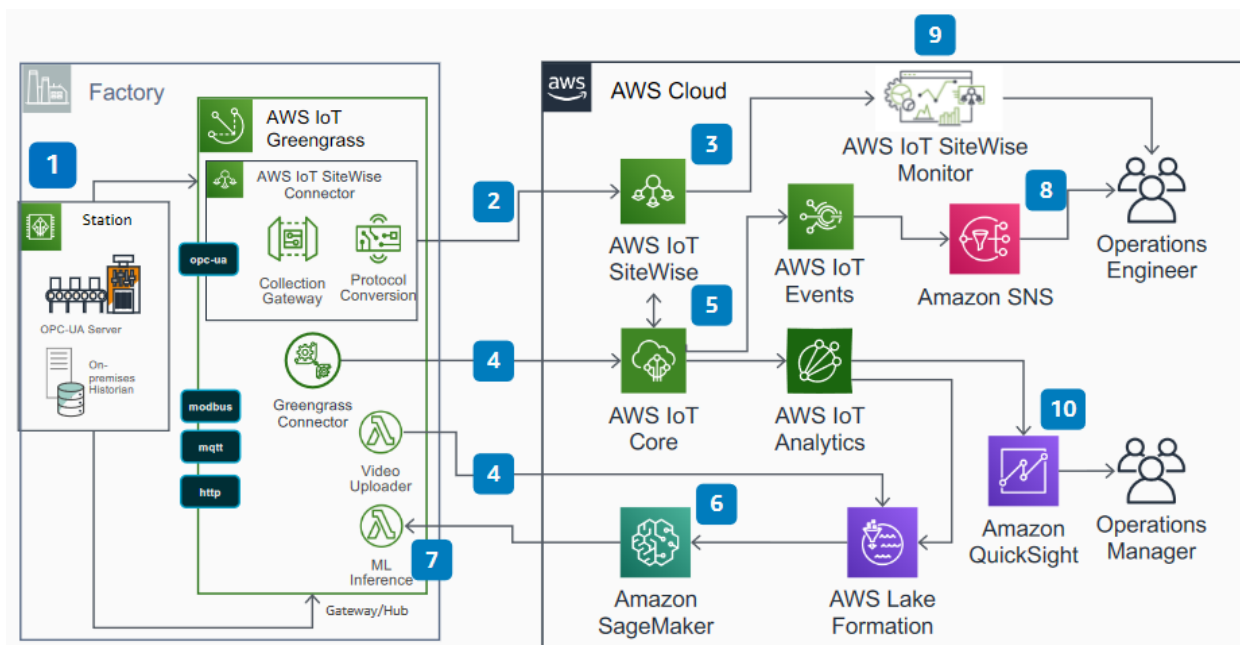 9
Factory
aws
AWS Cloud
AWS IoT
Greengrass
1
3
AWS IoT SiteWise
Monitor
AWS IoT SiteWise
Connector
2
8
Station
opc-ua
Collection
Gateway
Protocol
Conversion
AWS IoT
SiteWise
AWS IoT
Events
Amazon SNS
Operations
Engineer
OPC-UA Server
5
On-
premises
Historian
4
Greengrass
Connector
AWS IoT
Core
AWS IoT
Analytics
10
modbus
mqtt
http
Video
Uploader
4
6
Amazon
QuickSight
Operations
Manager
7
ML
Inference
Amazon
SageMaker
AWS Lake
Formation
Gateway/Hub